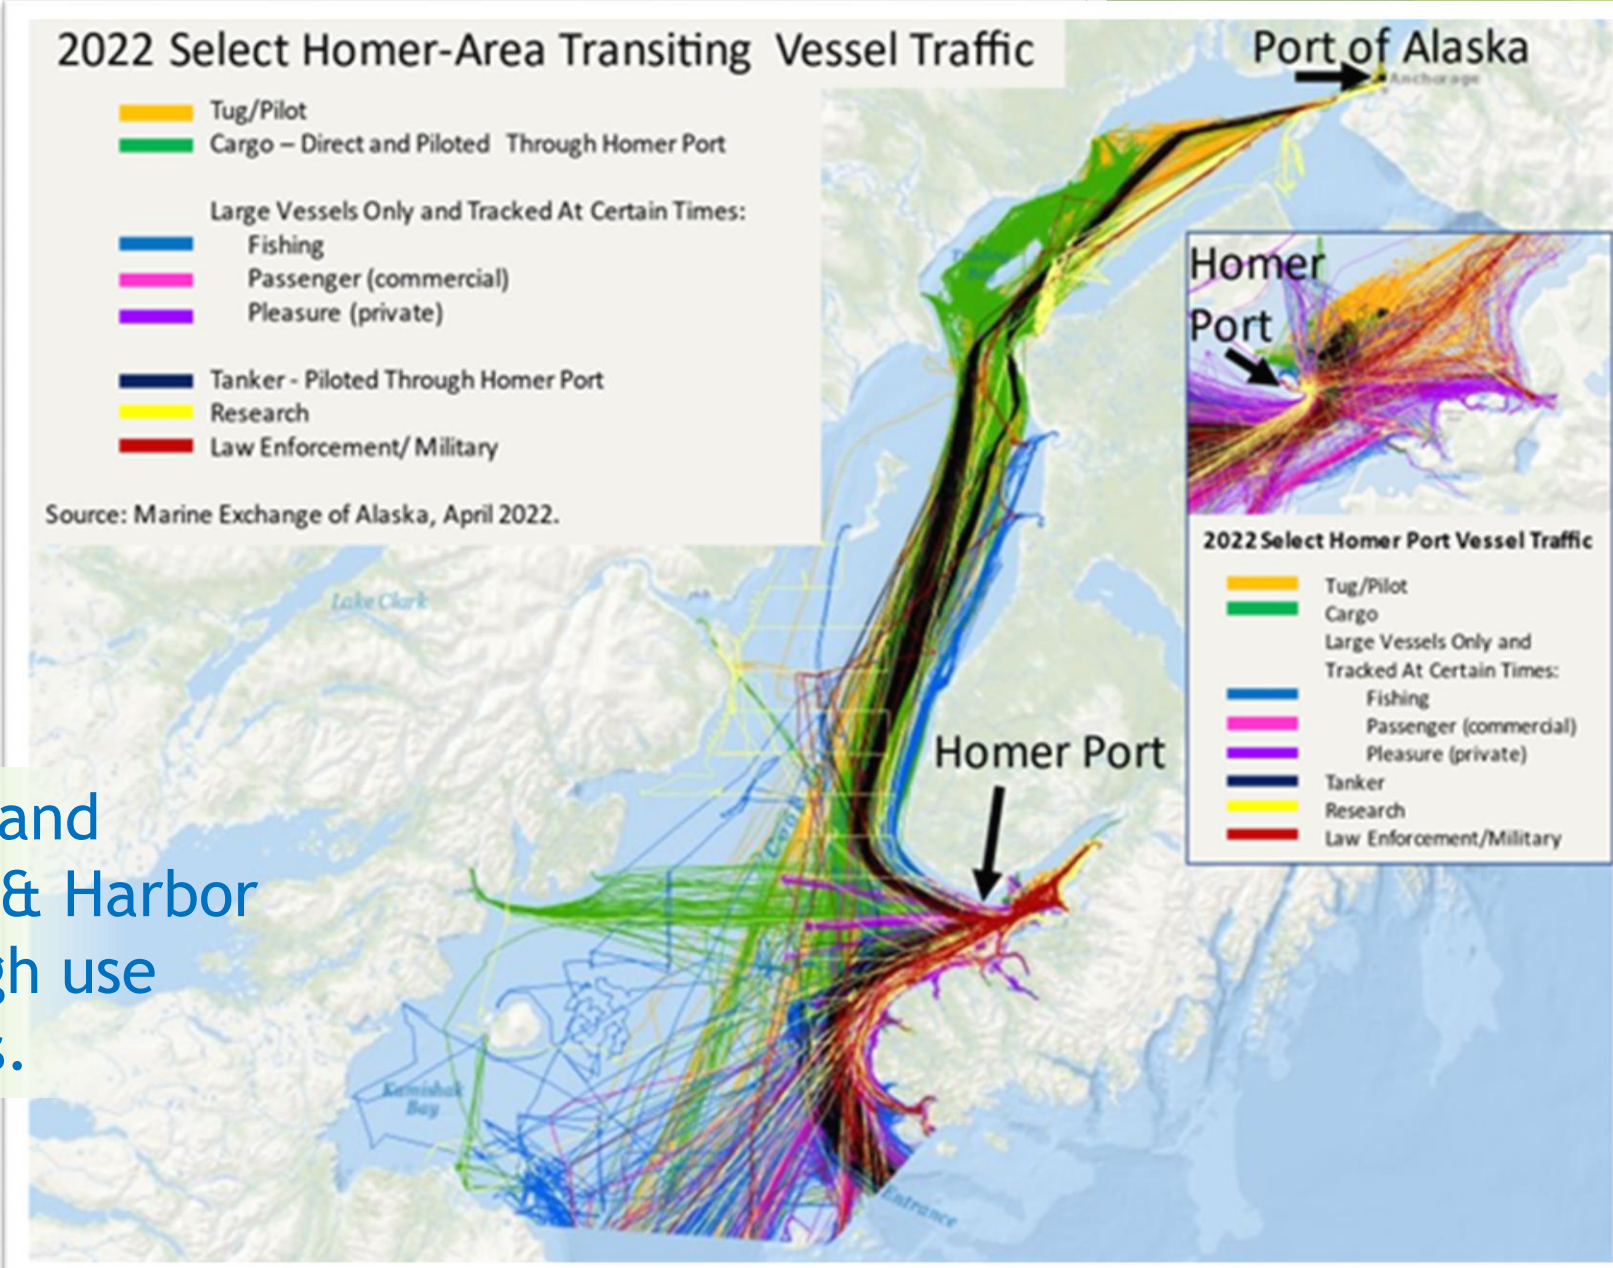 2022 Select Homer-Area Transiting Vessel Traffic
Tug/Pilot
Cargo – Direct and Piloted Through Homer Port
Large Vessels Only and Tracked At Certain Times:
Fishing
Passenger (commercial)
Pleasure (private)
Tanker - Piloted Through Homer Port
Research
Law Enforcement/ Military
Source: Marine Exchange of Alaska, April 2022.
Port of Alaska
Anchorage
Homer
Port
2022 Select Homer Port Vessel Traffic
Tug/Pilot
Cargo
Large Vessels Only and
Tracked At Certain Times:
Fishing
Passenger (commercial)
Pleasure (private)
Tanker
Research
Law Enforcement/Military
Lake Clark
Homer Port
and
& Harbor
gh use
s.
Kamishak
Bay
Entrance